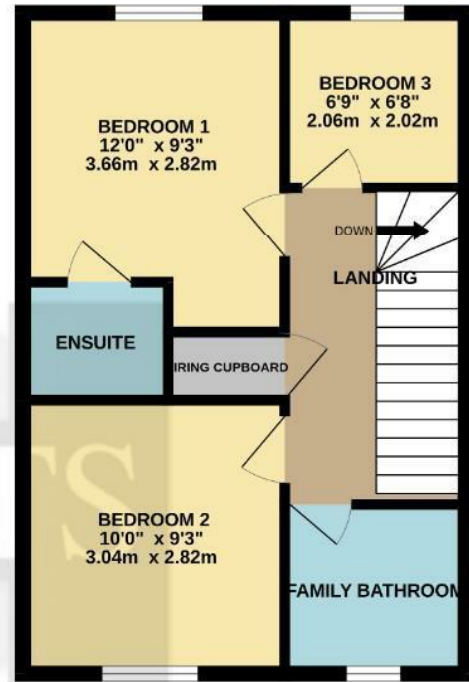 BEDROOM 1
12'0" x 9'3"
3.66m x 2.82m
BEDROOM 3
6'9" x 6'8"
2.06m x 2.02m
DOWN
LANDING
ENSUITE
IRING CUPBOARD
BEDROOM 2
10'0" x 9'3"
3.04m x 2.82m
FAMILY BATHROOM
TS